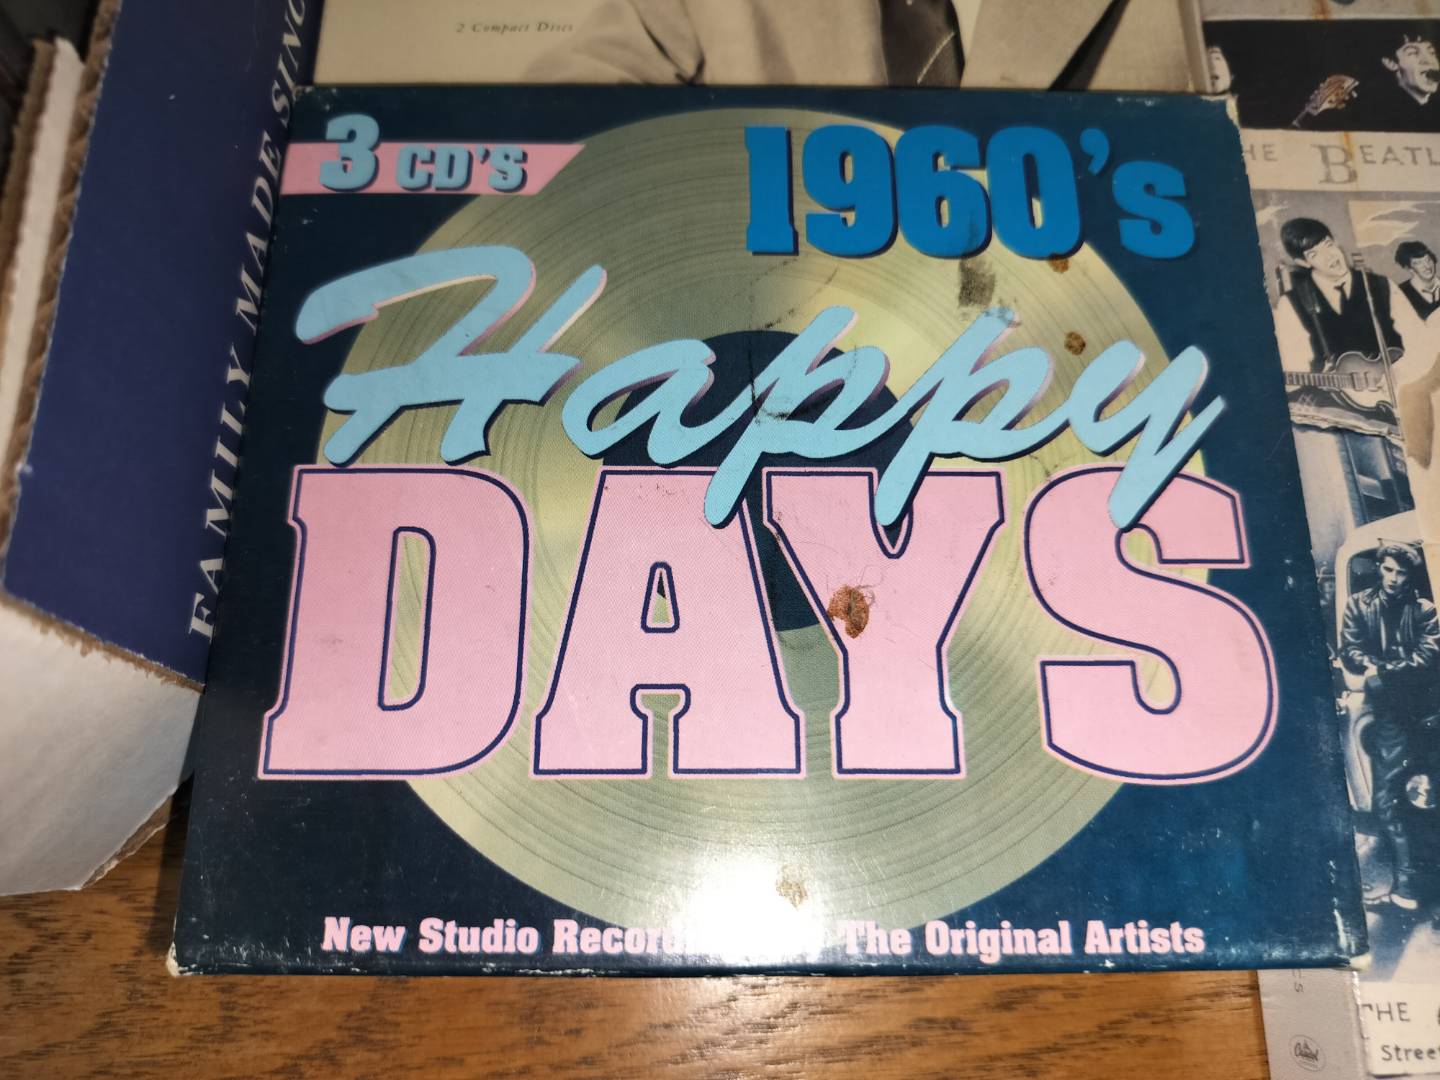 2 Compact Discs
FAMILY MADE SINC
3 CD'S
1960's
Happy
DAYS
New Studio Record The Original Artists
HE BEATL
THE
Street